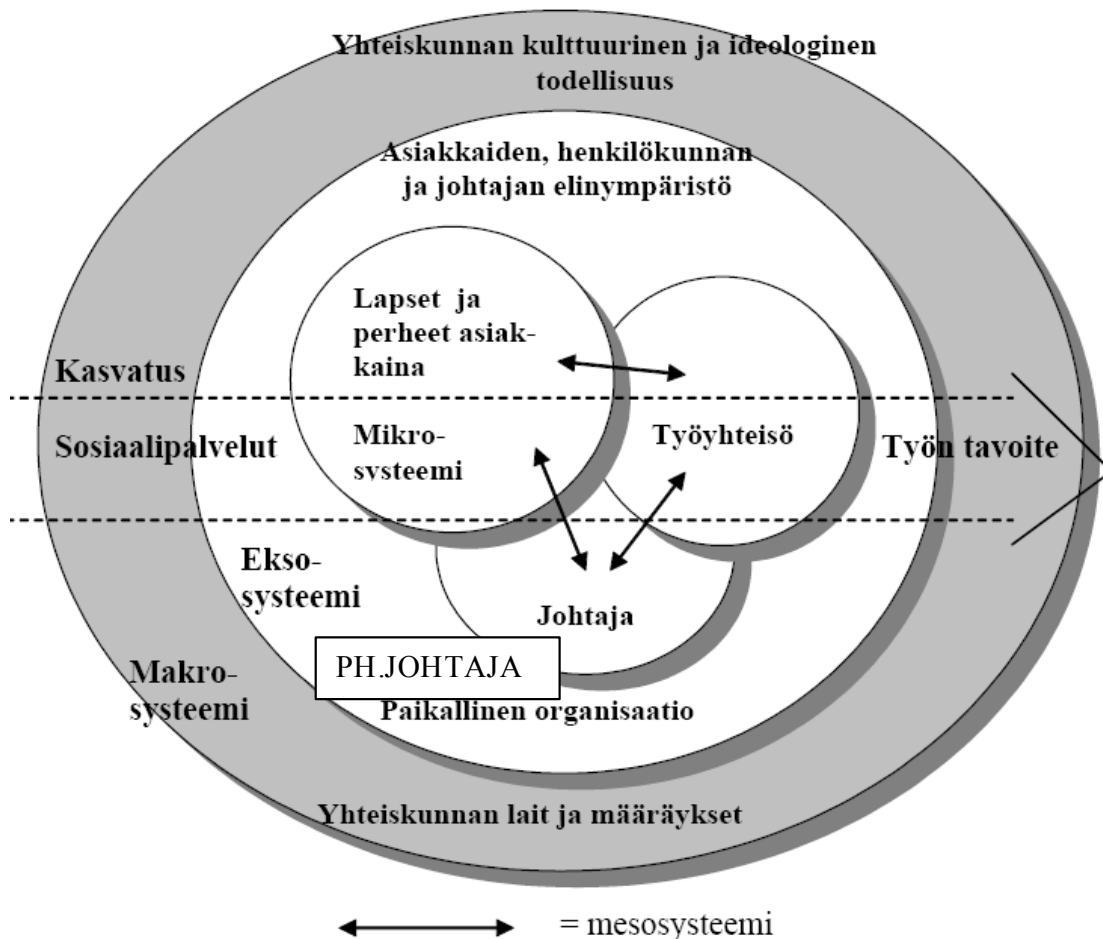 Yhteiskunnan kulttuurinen ja ideologinen
todellisuus
Asiakkaiden, henkilökunnan
ja johtajan elinympäristö
Lapset ja
perheet asiak-
kaina
Kasvatus
Sosiaalipalvelut
Mikro-
systeemi
Työyhteisö
Työn tavoite
Ekso-
systeemi
Johtaja
PH.JOHTAJA
Makro-
systeemi
Paikallinen organisaatio
Yhteiskunnan lait ja määräykset
= mesosysteemi